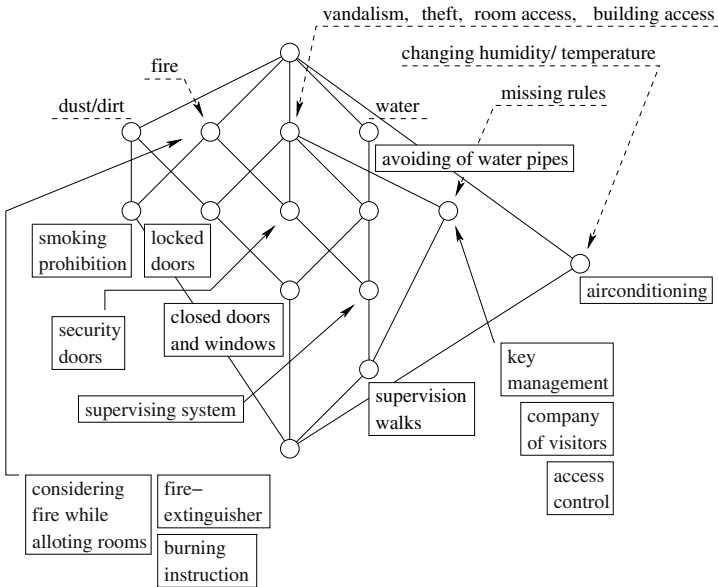 vandalism, theft, room access, building access
changing humidity/ temperature
fire
missing rules
dust/dirt
water
avoiding of water pipes
smoking
prohibition
locked
doors
airconditioning
security
doors
closed doors
and windows
key
management
supervising system
supervision
walks
company
of visitors
access
control
considering
fire while
alloting rooms
fire−
extinguisher
burning
instruction